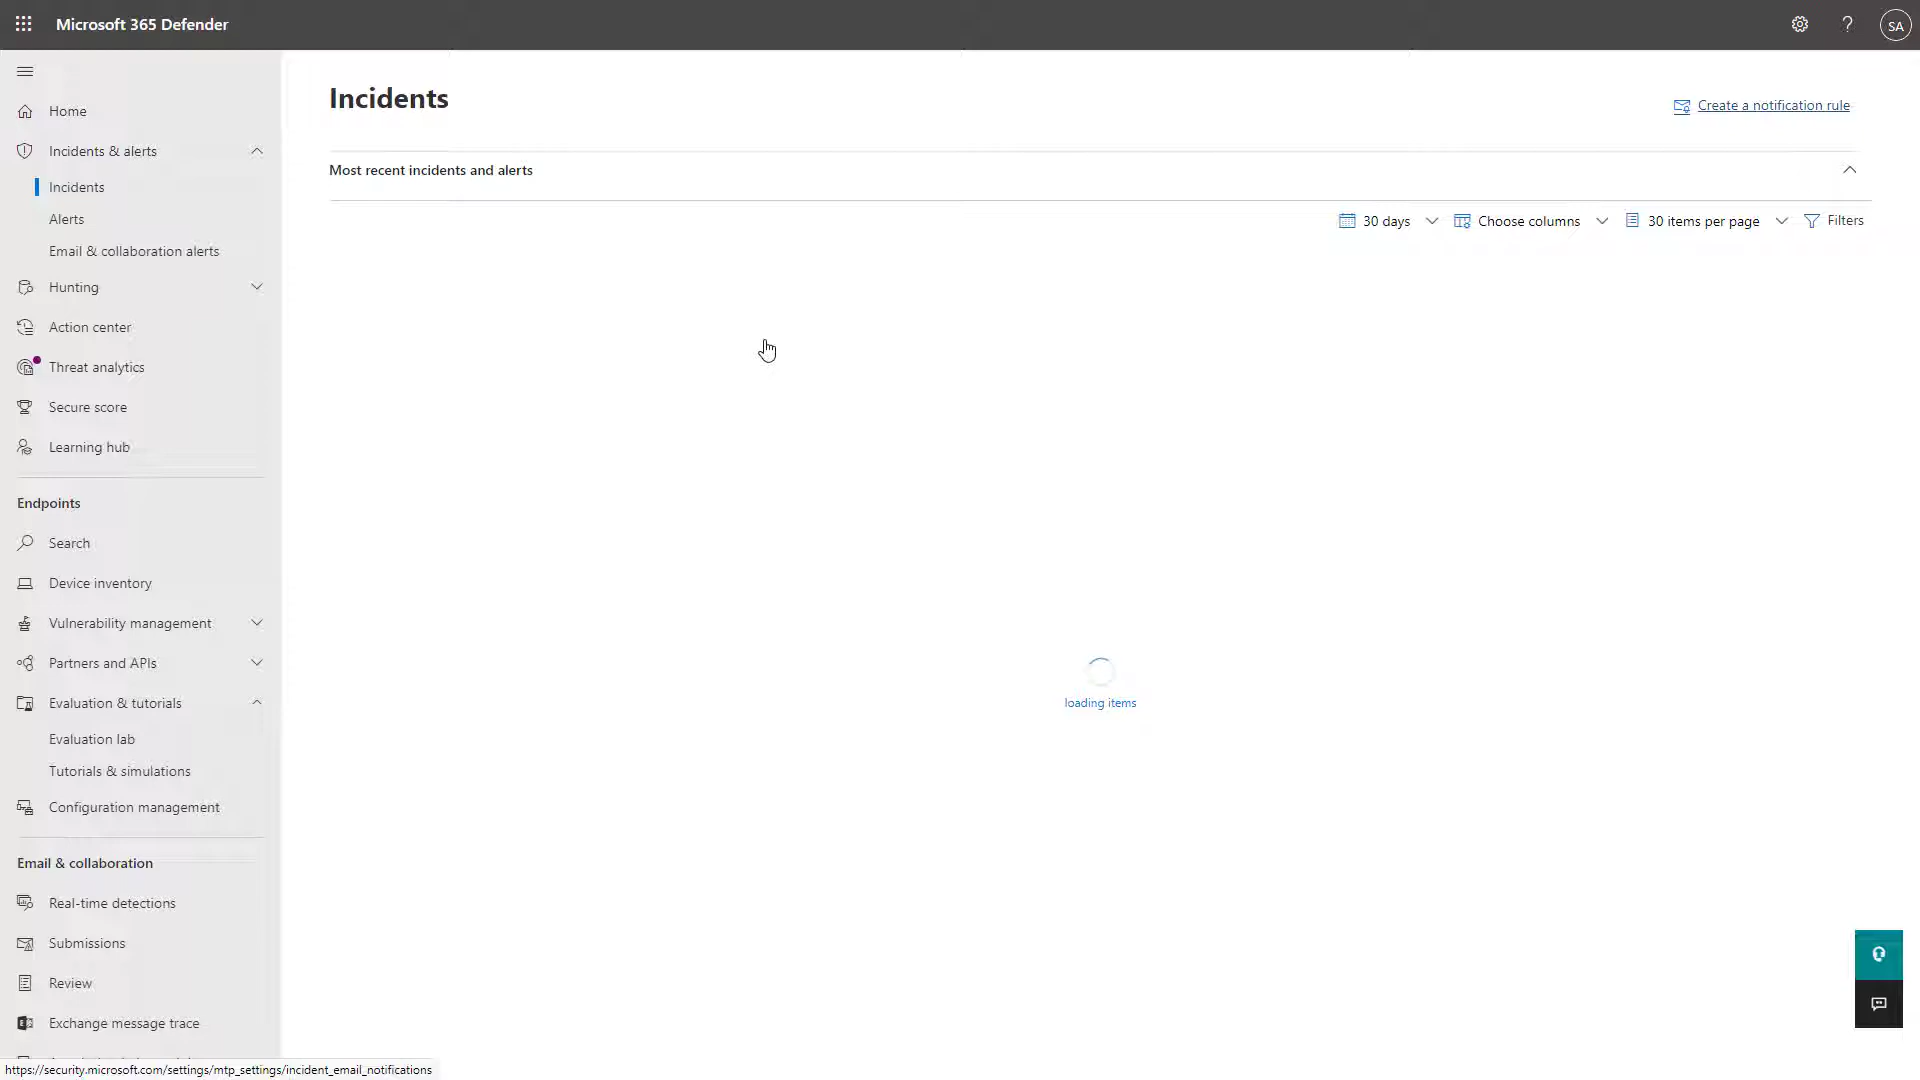 Microsoft 365 Defender
?
SA
Home
Incidents & alerts
Incidents
Alerts
Email & collaboration alerts
Hunting
Action center
Threat analytics
Secure score
Learning hub
Endpoints
Search
Device inventory
Vulnerability management
Partners and APIs
Evaluation & tutorials
Evaluation lab
Tutorials & simulations
Configuration management
Email & collaboration
Real-time detections
Submissions
Review
Exchange message trace
https://security.microsoft.com/settings/mtp_settings/incident_email_notifications
Incidents
Create a notification rule
Most recent incidents and alerts
30 days
Choose columns
30 items per page
Filters
loading items